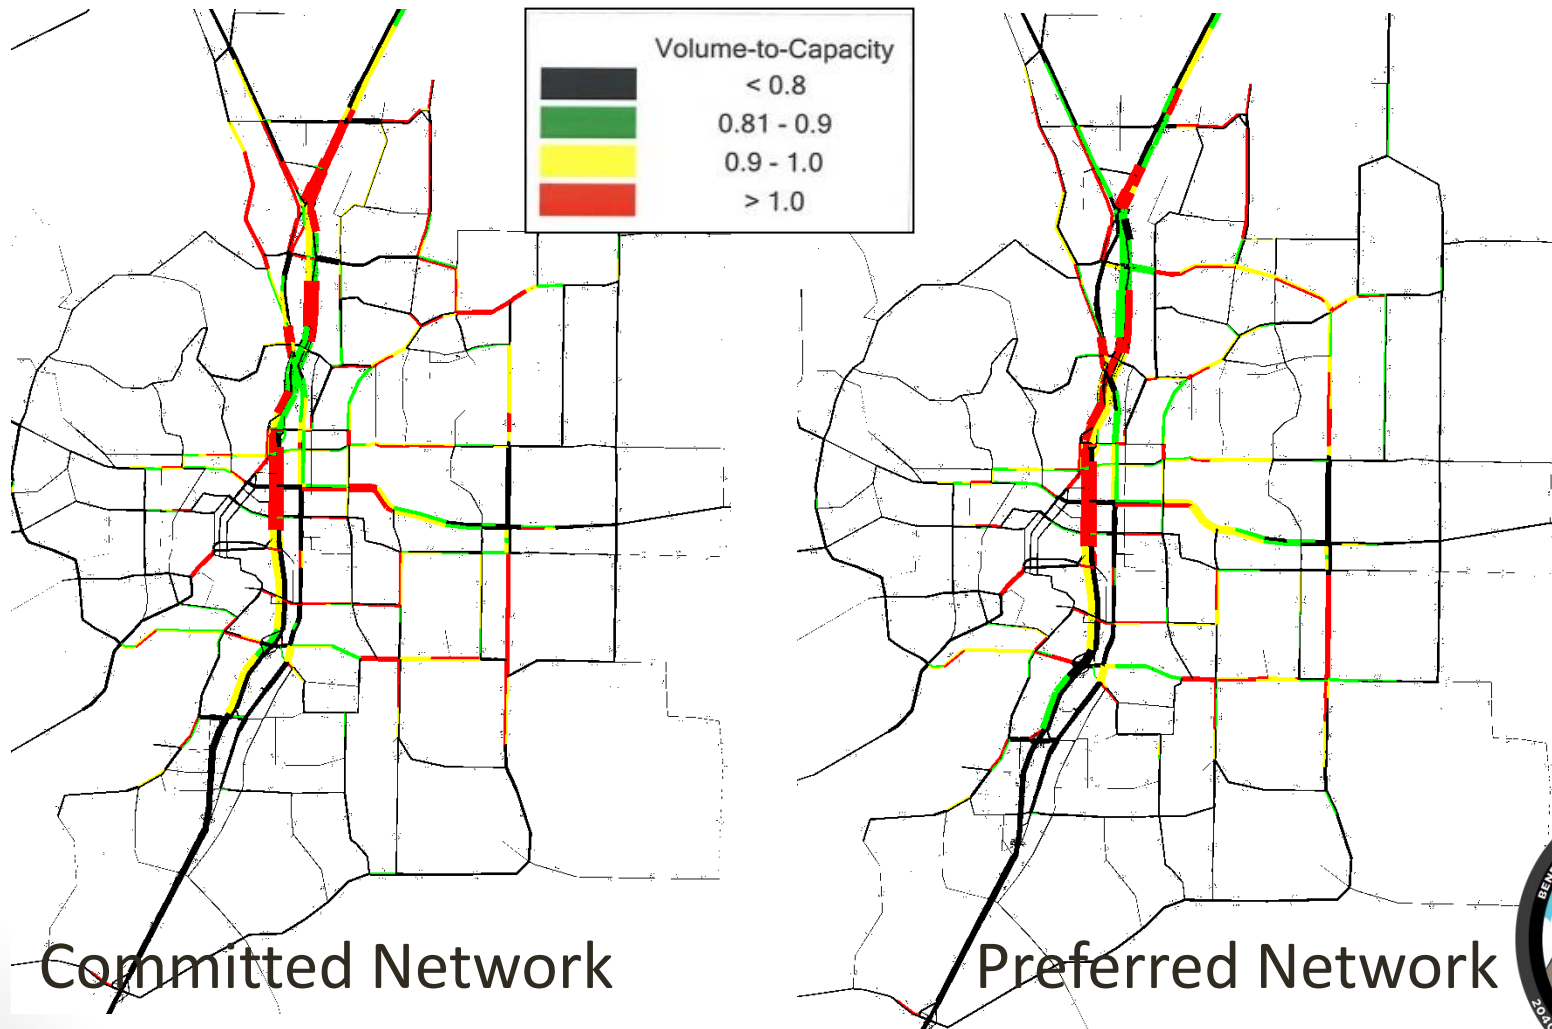 Volume-to-Capacity
< 0.8
0.81 - 0.9
0.9 - 1.0
> 1.0
Committed Network
Preferred Network